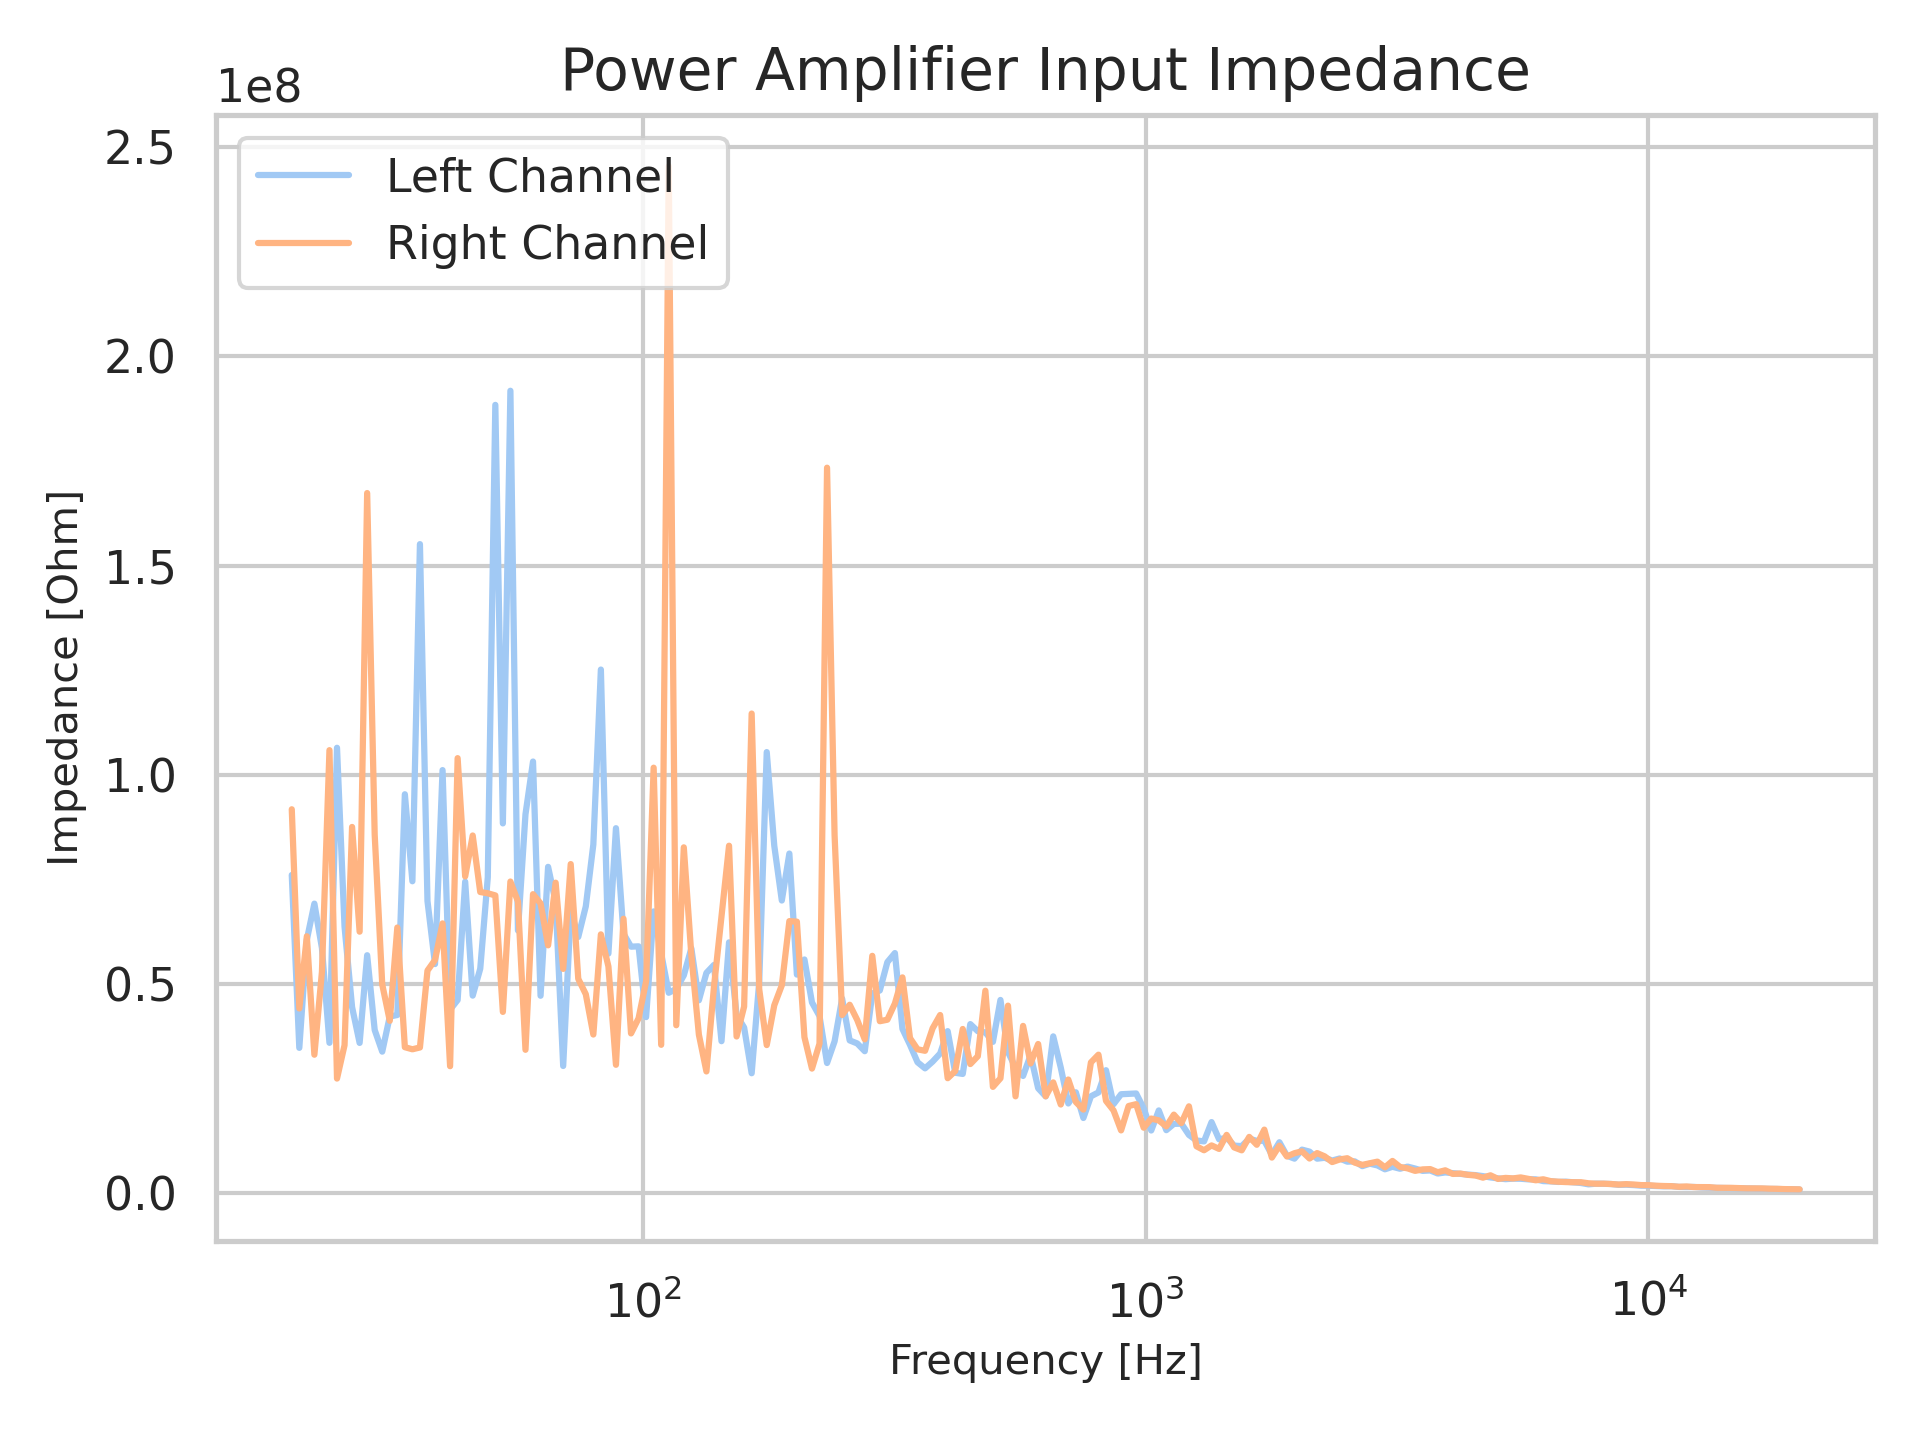 Power Amplifier Input Impedance
1e8
2.5
2.0
1.5
1.0
0.5
0.0
Impedance [Ohm]
Left Channel
Right Channel
10² 10³ 10⁴
Frequency [Hz]